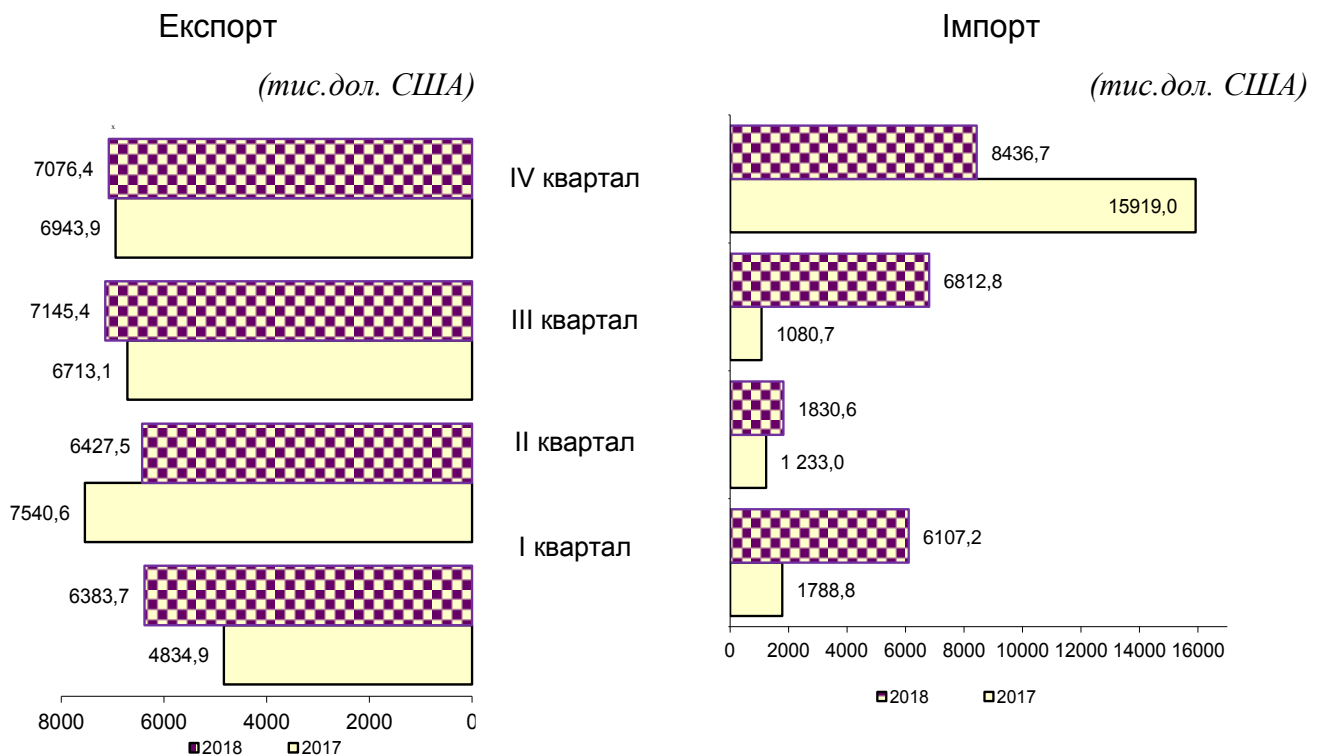 Експорт
(тис.дол. США)
Імпорт
(тис.дол. США)
x
7076,4
6943,9
7145,4
6713,1
6427,5
7540,6
6383,7
4834,9
8000 6000 4000 2000 0
2018 2017
IV квартал
III квартал
II квартал
I квартал
8436,7
15919,0
6812,8
1080,7
1830,6
1 233,0
6107,2
1788,8
0 2000 4000 6000 8000 10000 12000 14000 16000
2018 2017